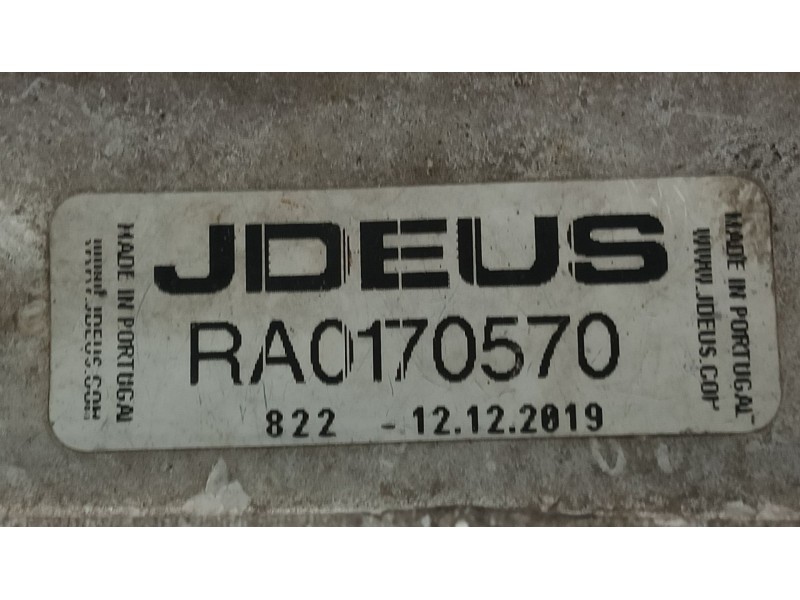 JDEUS
RA0170570
822 - 12.12.2019
MADE IN PORTUGAL
WWW.JDEUS.COM
MADE IN PORTUGAL
WWW.JDEUS.COM